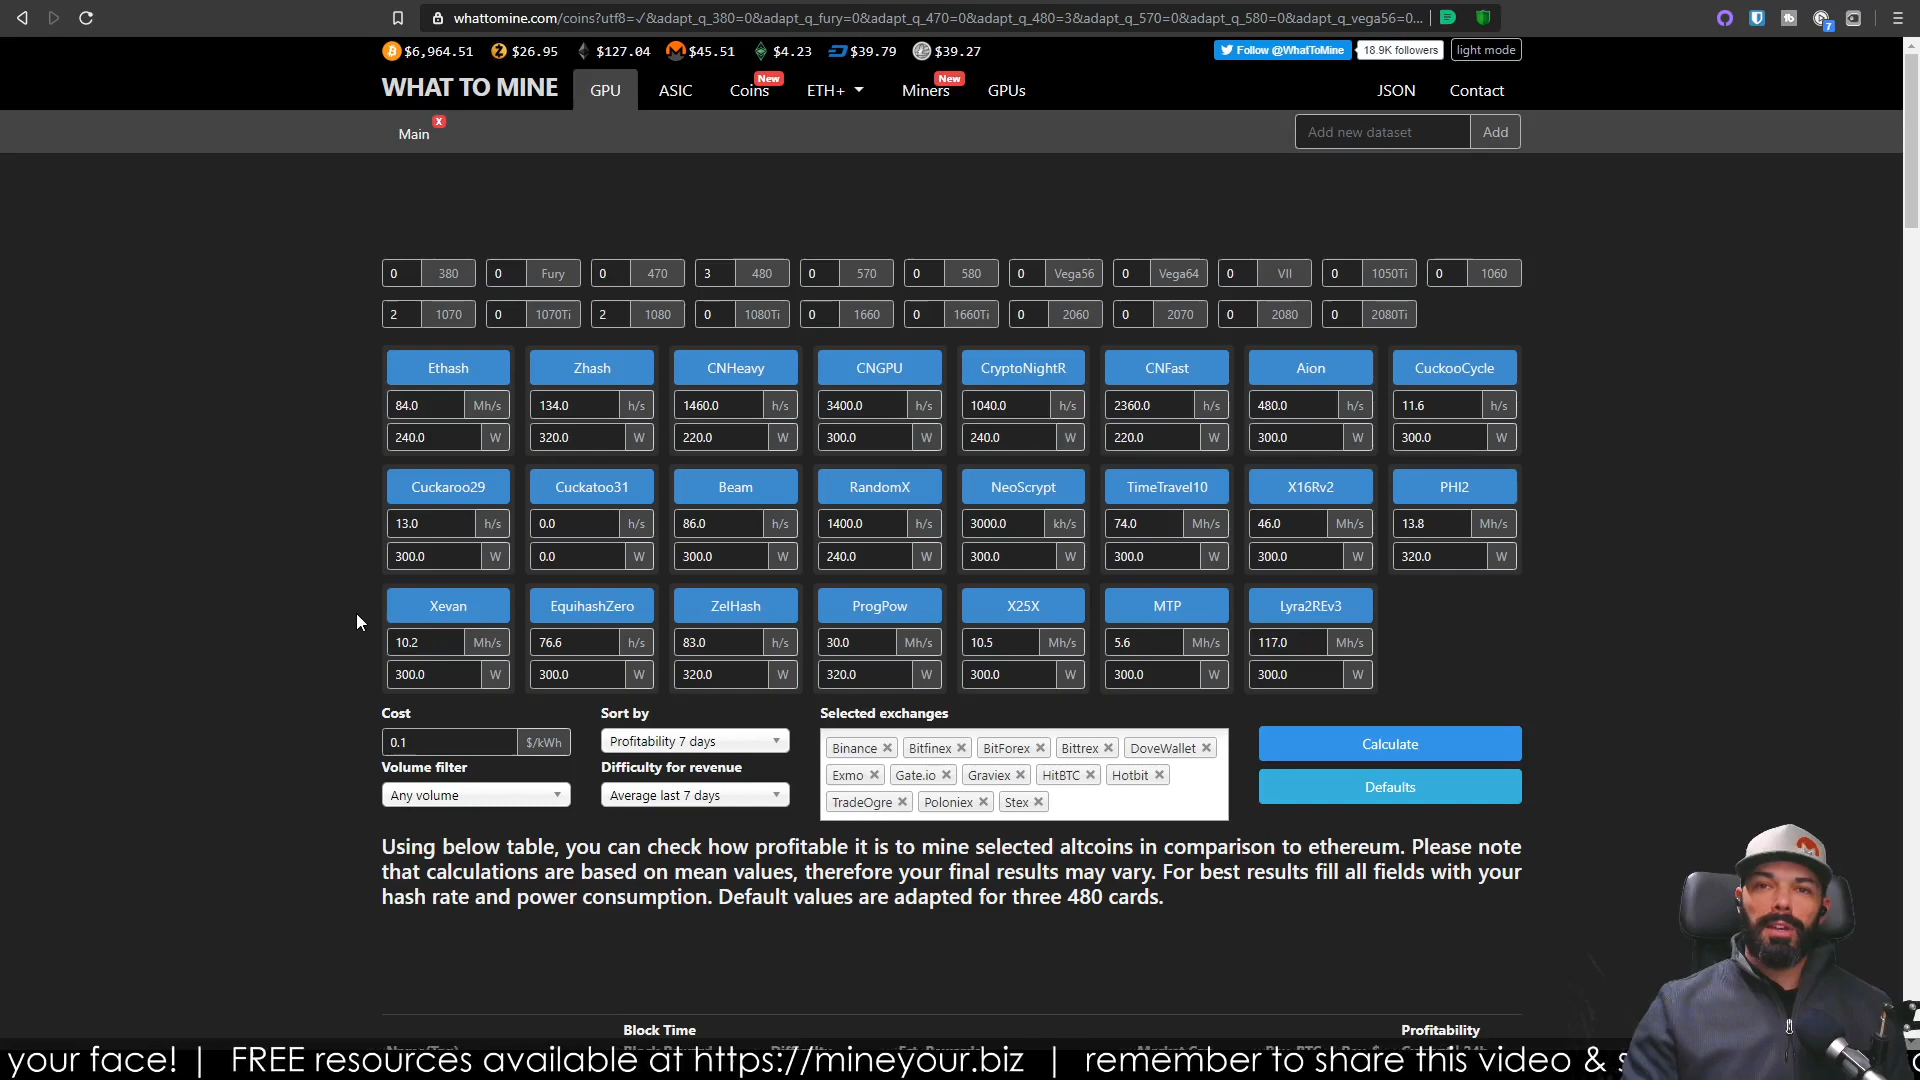 whattomine.com/coins?utf8=✓&adapt_q_380=0&adapt_q_fury=0&adapt_q_470=0&adapt_q_480=3&adapt_q_570=0&adapt_q_580=0&adapt_q_vega56=0...
7
$6,964.51 $26.95 $127.04 $45.51 $4.23 $39.79 $39.27
Follow @WhatToMine 18.9K followers light mode
WHAT TO MINE GPU ASIC Coins New ETH+ Miners New GPUs JSON Contact
Main x Add new dataset Add
0 380 0 Fury 0 470 3 480 0 570 0 580 0 Vega56 0 Vega64 0 VII 0 1050Ti 0 1060
2 1070 0 1070Ti 2 1080 0 1080Ti 0 1660 0 1660Ti 0 2060 0 2070 0 2080 0 2080Ti
Ethash Zhash CNHeavy CNGPU CryptoNightR CNFast Aion CuckooCycle
84.0 Mh/s 134.0 h/s 1460.0 h/s 3400.0 h/s 1040.0 h/s 2360.0 h/s 480.0 h/s 11.6 h/s
240.0 W 320.0 W 220.0 W 300.0 W 240.0 W 220.0 W 300.0 W 300.0 W
Cuckaroo29 Cuckatoo31 Beam RandomX NeoScrypt TimeTravel10 X16Rv2 PHI2
13.0 h/s 0.0 h/s 86.0 h/s 1400.0 h/s 3000.0 kh/s 74.0 Mh/s 46.0 Mh/s 13.8 Mh/s
300.0 W 0.0 W 300.0 W 240.0 W 300.0 W 300.0 W 300.0 W 320.0 W
Xevan EquihashZero ZelHash ProgPow X25X MTP Lyra2REv3
10.2 Mh/s 76.6 h/s 83.0 h/s 30.0 Mh/s 10.5 Mh/s 5.6 Mh/s 117.0 Mh/s
300.0 W 300.0 W 320.0 W 320.0 W 300.0 W 300.0 W 300.0 W
Cost Sort by Selected exchanges
0.1 $/kWh Profitability 7 days Calculate
Binance Bitfinex BitForex Bittrex DoveWallet
Volume filter Difficulty for revenue
Exmo Gate.io Graviex HitBTC Hotbit
Any volume Average last 7 days Defaults
TradeOgre Poloniex Stex
Using below table, you can check how profitable it is to mine selected altcoins in comparison to ethereum. Please note
that calculations are based on mean values, therefore your final results may vary. For best results fill all fields with your
hash rate and power consumption. Default values are adapted for three 480 cards.
Block Time Profitability
your face! | FREE resources available at https://mineyour.biz | remember to share this video & s